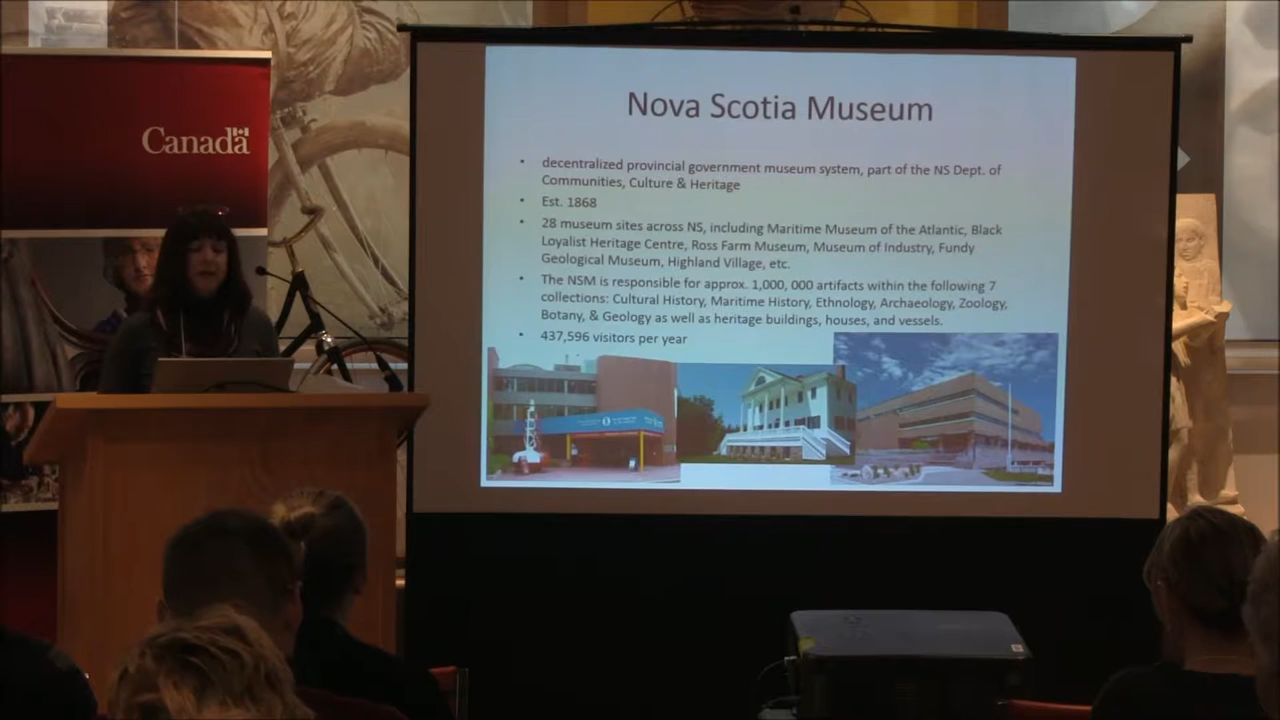 Canada
Nova Scotia Museum
• decentralized provincial government museum system, part of the NS Dept. of
Communities, Culture & Heritage
• Est. 1868
• 28 museum sites across NS, including Maritime Museum of the Atlantic, Black
Loyalist Heritage Centre, Ross Farm Museum, Museum of Industry, Fundy
Geological Museum, Highland Village, etc.
• The NSM is responsible for approx. 1,000, 000 artifacts within the following 7
collections: Cultural History, Maritime History, Ethnology, Archaeology, Zoology,
Botany, & Geology as well as heritage buildings, houses, and vessels.
• 437,596 visitors per year